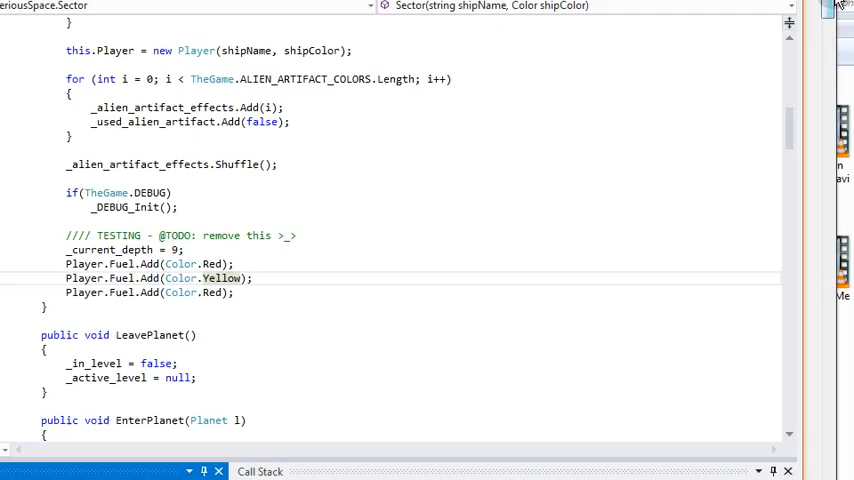 eriousSpace.Sector
Sector(string shipName, Color shipColor)
}
this.Player = new Player(shipName, shipColor);
for (int i = 0; i < TheGame.ALIEN_ARTIFACT_COLORS.Length; i++)
{
_alien_artifact_effects.Add(i);
_used_alien_artifact.Add(false);
}
_alien_artifact_effects.Shuffle();
if(TheGame.DEBUG)
_DEBUG_Init();
//// TESTING - @TODO: remove this >_>
_current_depth = 9;
Player.Fuel.Add(Color.Red);
Player.Fuel.Add(Color.Yellow);
Player.Fuel.Add(Color.Red);
}
public void LeavePlanet()
{
_in_level = false;
_active_level = null;
}
public void EnterPlanet(Planet l)
{
Call Stack
n
avi
Me